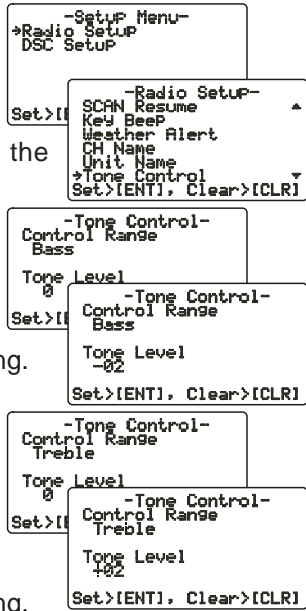 -Setup Menu-
→Radio Setup
DSC Setup
-Radio Setup-
SCAN Resume
Key Beep
Weather Alert
CH Name
Unit Name
→Tone Control
Set>[ENT], Clear>[CLR]
Set>[E
the
-Tone Control-
Control Range
Bass
Tone Level
0
Set>[E
-Tone Control-
Control Range
Bass
Tone Level
-02
Set>[ENT], Clear>[CLR]
ng.
-Tone Control-
Control Range
Treble
Tone Level
0
Set>[E
-Tone Control-
Control Range
Treble
Tone Level
+02
Set>[ENT], Clear>[CLR]
ng.